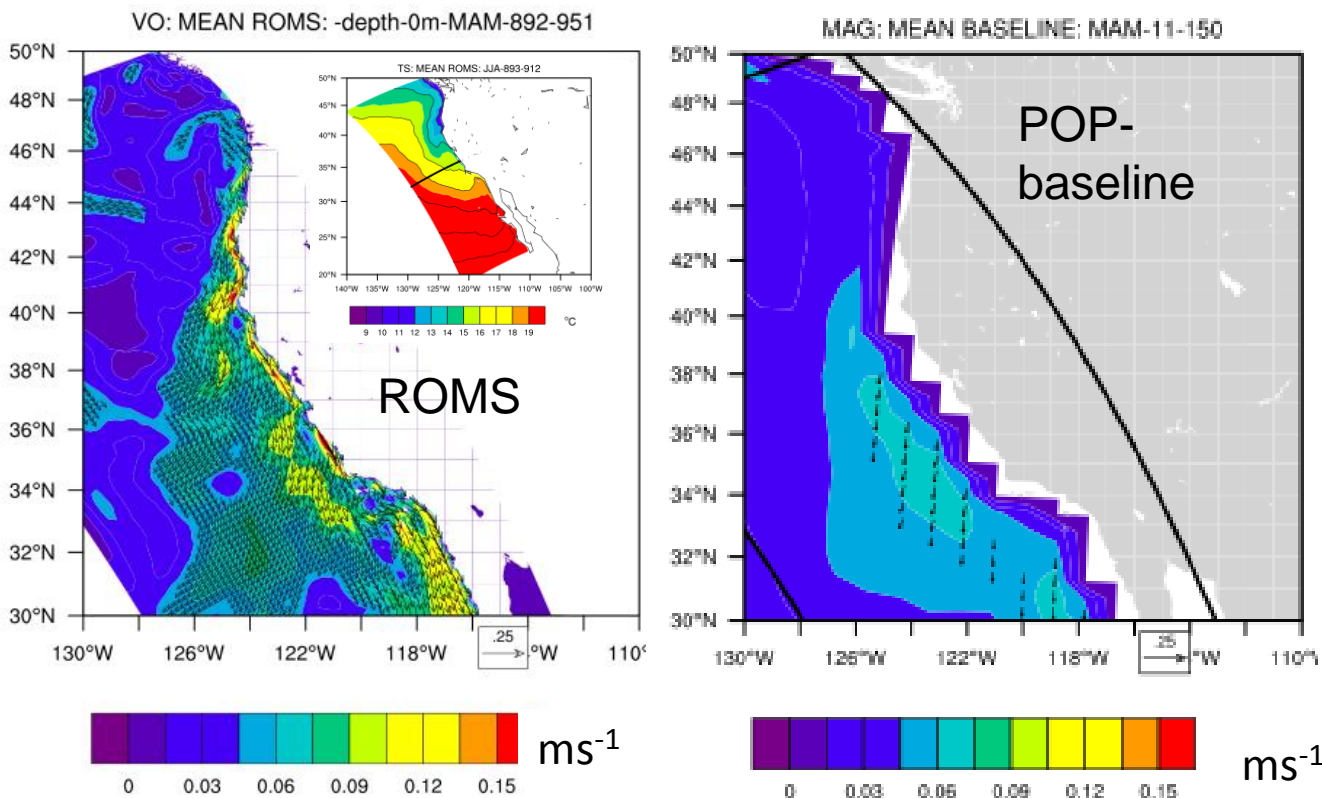 VO: MEAN ROMS: -depth-0m-MAM-892-951
50°N
48°N
46°N
44°N
42°N
40°N
38°N
36°N
34°N
32°N
30°N
130°W 126°W 122°W 118°W °W 110°
.25
TS: MEAN ROMS: JJA-893-912
50°N
45°N
40°N
35°N
30°N
25°N
20°N
140°W 135°W 130°W 125°W 120°W 115°W 110°W 105°W 100°W
9 10 11 12 13 14 15 16 17 18 19 °C
ROMS
0 0.03 0.06 0.09 0.12 0.15
ms-1
MAG: MEAN BASELINE: MAM-11-150
50°N
48°N
46°N
44°N
42°N
40°N
38°N
36°N
34°N
32°N
30°N
130°W 126°W 122°W 118°W °W 110°
.25
POP-
baseline
0 0.03 0.06 0.09 0.12 0.15
ms-1